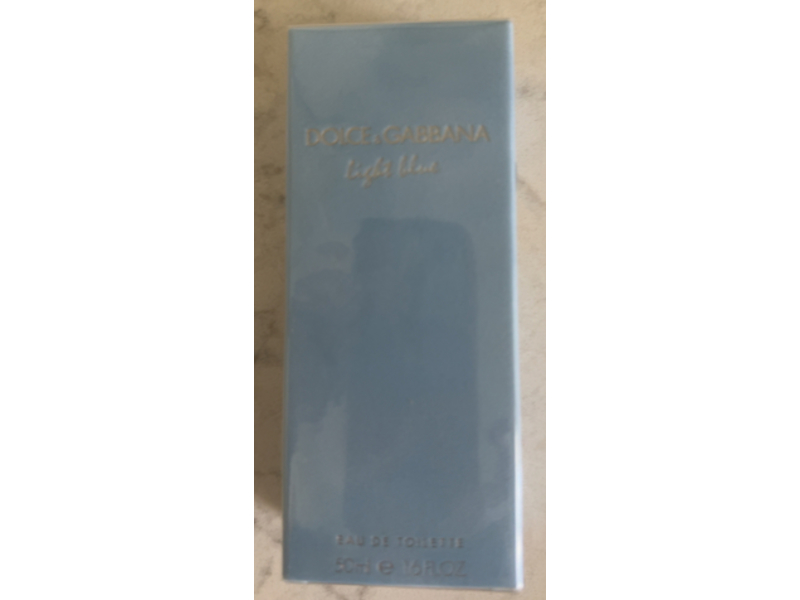 DOLCE & GABBANA
Light blue
EAU DE TOILETTE
50ml ℮ 1.6 FL.OZ.